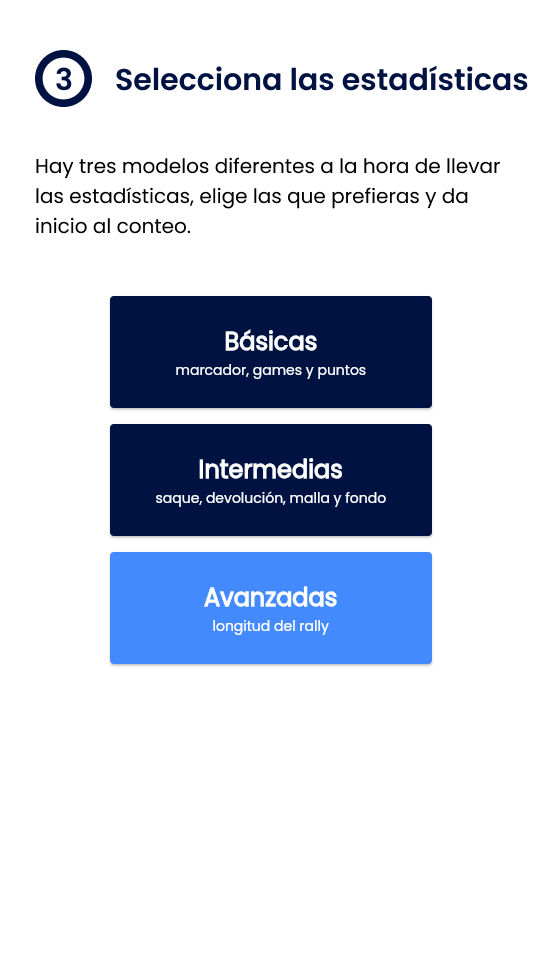 3 Selecciona las estadísticas
Hay tres modelos diferentes a la hora de llevar
las estadísticas, elige las que prefieras y da
inicio al conteo.
Básicas
marcador, games y puntos
Intermedias
saque, devolución, malla y fondo
Avanzadas
longitud del rally